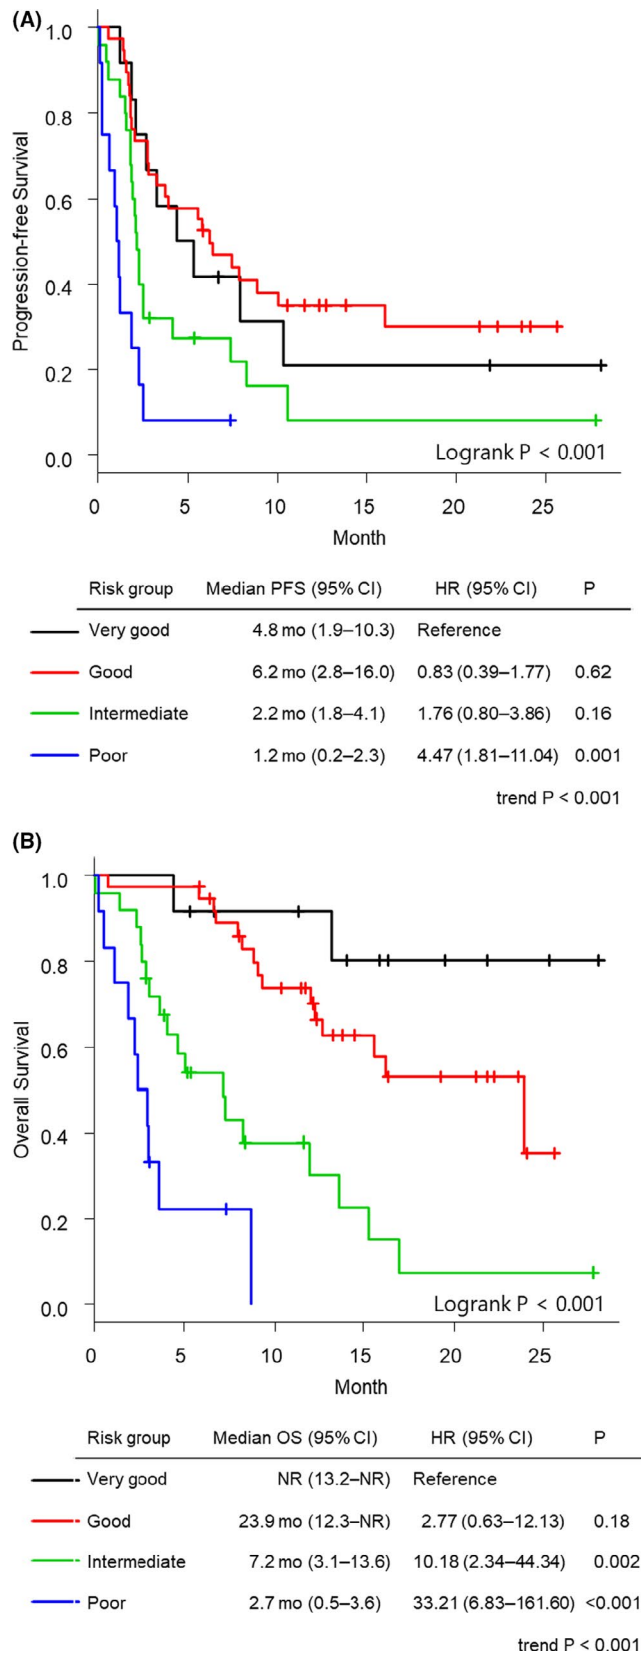 (A)
1.0
0.8
0.6
0.4
0.2
0.0
Progression-free Survival
Logrank P < 0.001
0 5 10 15 20 25
Month
Risk group Median PFS (95% CI) HR (95% CI) P
Very good 4.8 mo (1.9–10.3) Reference
Good 6.2 mo (2.8–16.0) 0.83 (0.39–1.77) 0.62
Intermediate 2.2 mo (1.8–4.1) 1.76 (0.80–3.86) 0.16
Poor 1.2 mo (0.2–2.3) 4.47 (1.81–11.04) 0.001
trend P < 0.001
(B)
1.0
0.8
0.6
0.4
0.2
0.0
Overall Survival
Logrank P < 0.001
0 5 10 15 20 25
Month
Risk group Median OS (95% CI) HR (95% CI) P
Very good NR (13.2–NR) Reference
Good 23.9 mo (12.3–NR) 2.77 (0.63–12.13) 0.18
Intermediate 7.2 mo (3.1–13.6) 10.18 (2.34–44.34) 0.002
Poor 2.7 mo (0.5–3.6) 33.21 (6.83–161.60) <0.001
trend P < 0.001